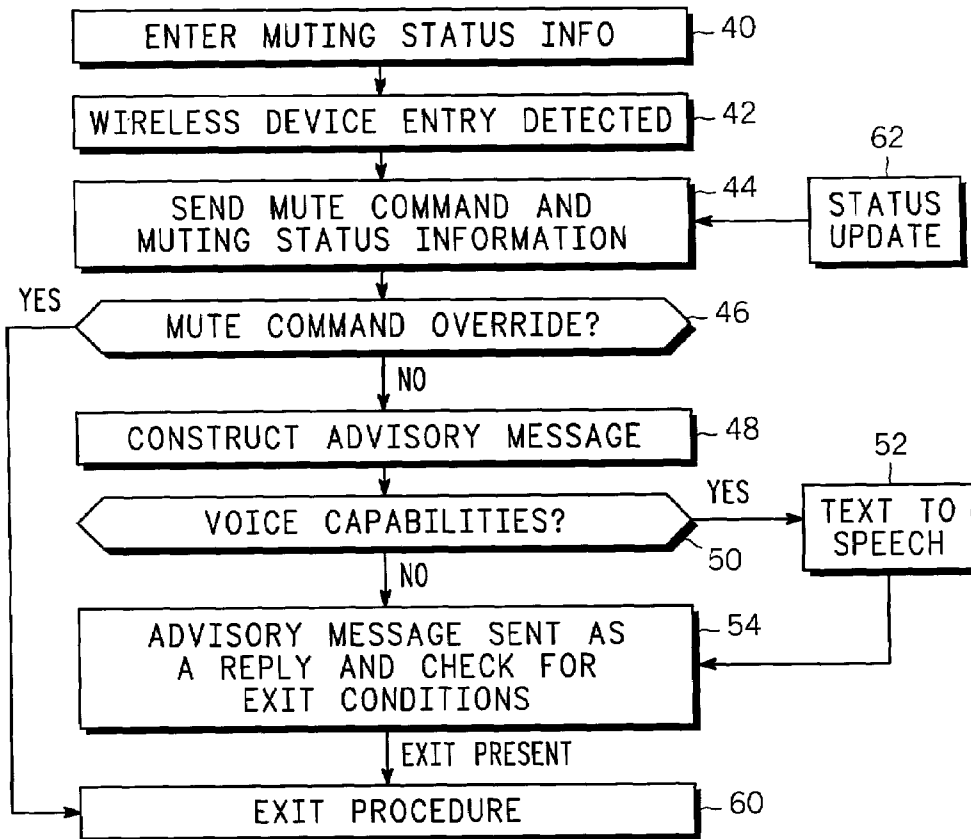 ENTER MUTING STATUS INFO
40
WIRELESS DEVICE ENTRY DETECTED
42
SEND MUTE COMMAND AND
MUTING STATUS INFORMATION
44
62
STATUS
UPDATE
YES
MUTE COMMAND OVERRIDE?
46
NO
CONSTRUCT ADVISORY MESSAGE
48
VOICE CAPABILITIES?
50
YES
52
TEXT TO
SPEECH
NO
ADVISORY MESSAGE SENT AS
A REPLY AND CHECK FOR
EXIT CONDITIONS
54
EXIT PRESENT
EXIT PROCEDURE
60